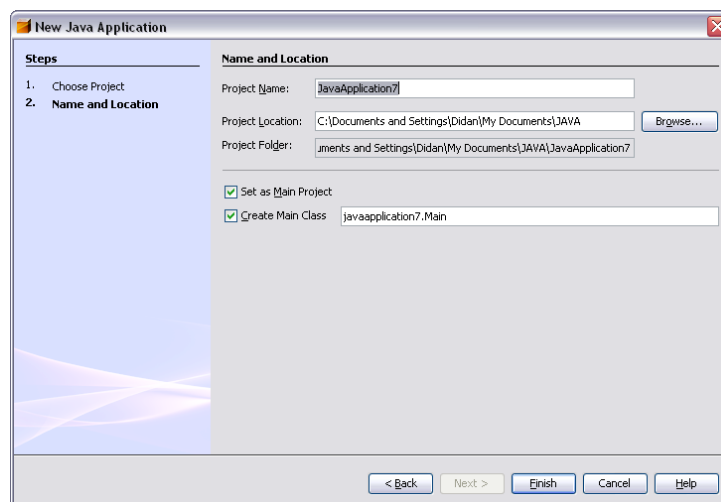 New Java Application
Steps
1. Choose Project
2. Name and Location
Name and Location
Project Name: JavaApplication7
Project Location: C:\Documents and Settings\Didan\My Documents\JAVA Browse...
Project Folder: uments and Settings\Didan\My Documents\JAVA\JavaApplication7
Set as Main Project
Create Main Class javaapplication7.Main
< Back Next > Finish Cancel Help